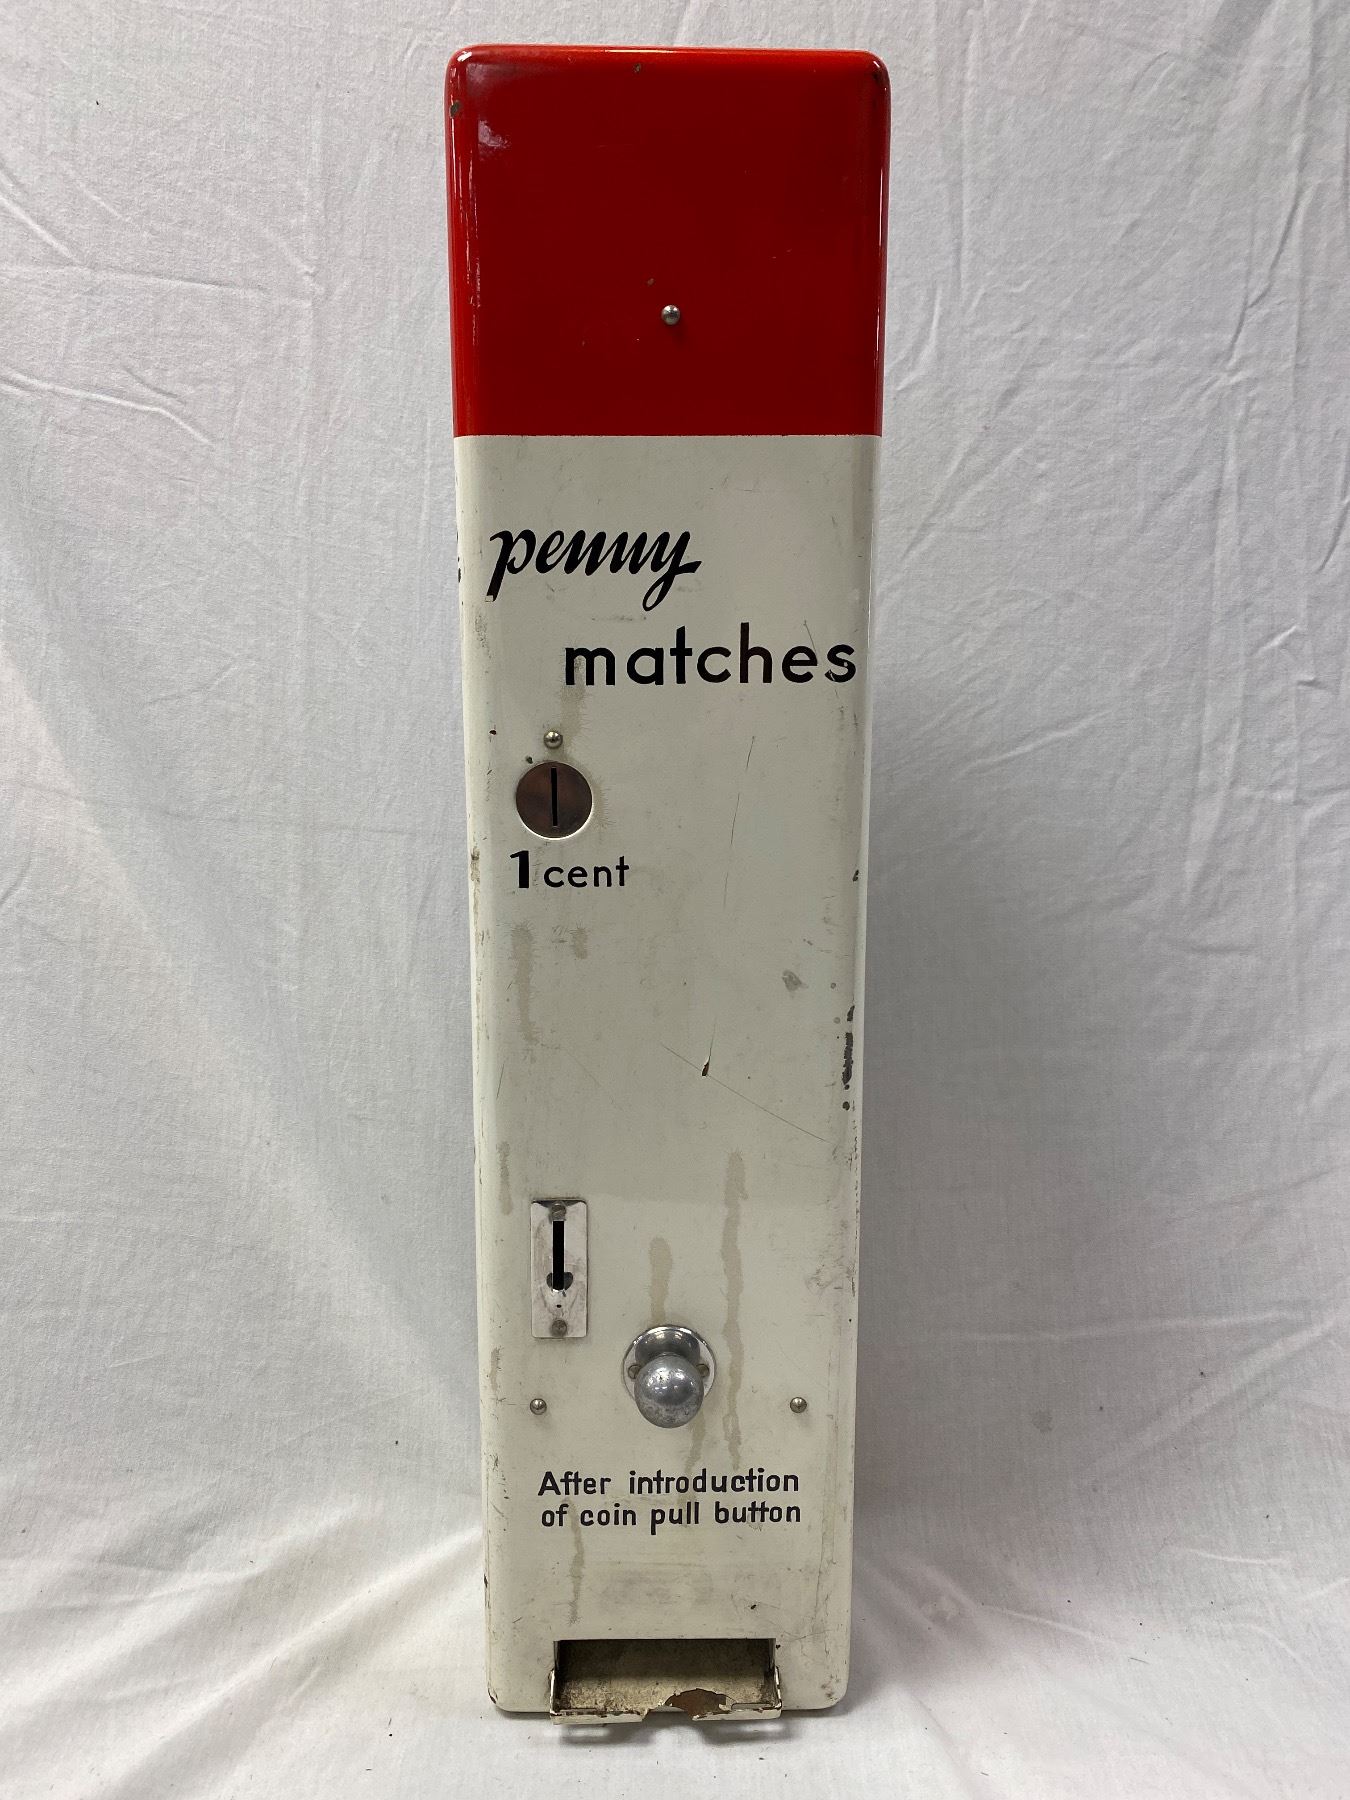 penny
matches
1 cent
After introduction
of coin pull button